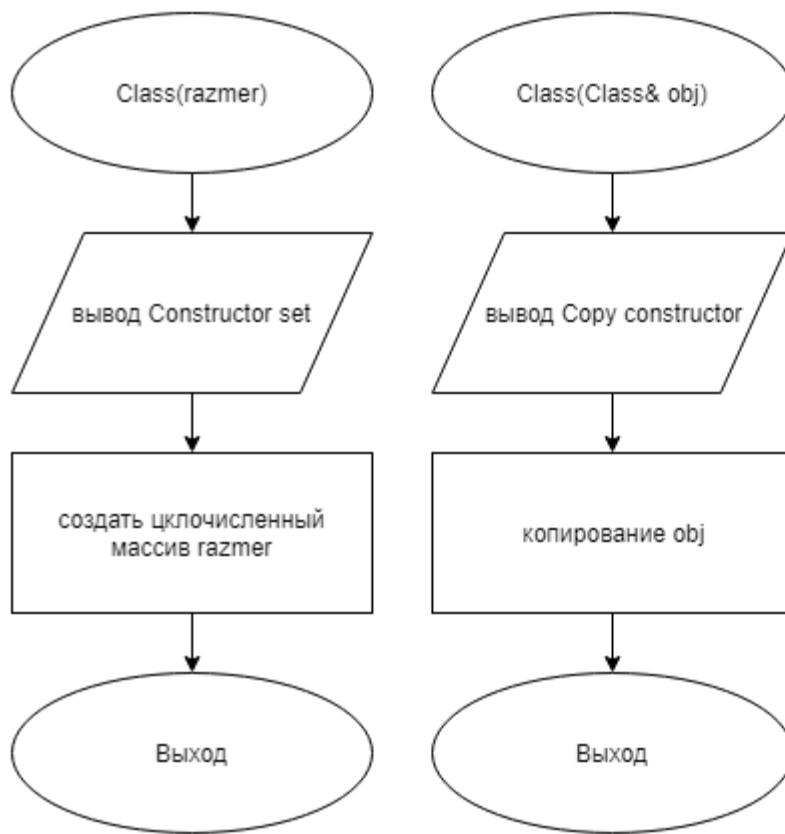 Class(razmer)
вывод Constructor set
создать цклочисленный
массив razmer
Выход
Class(Class& obj)
вывод Copy constructor
копирование obj
Выход